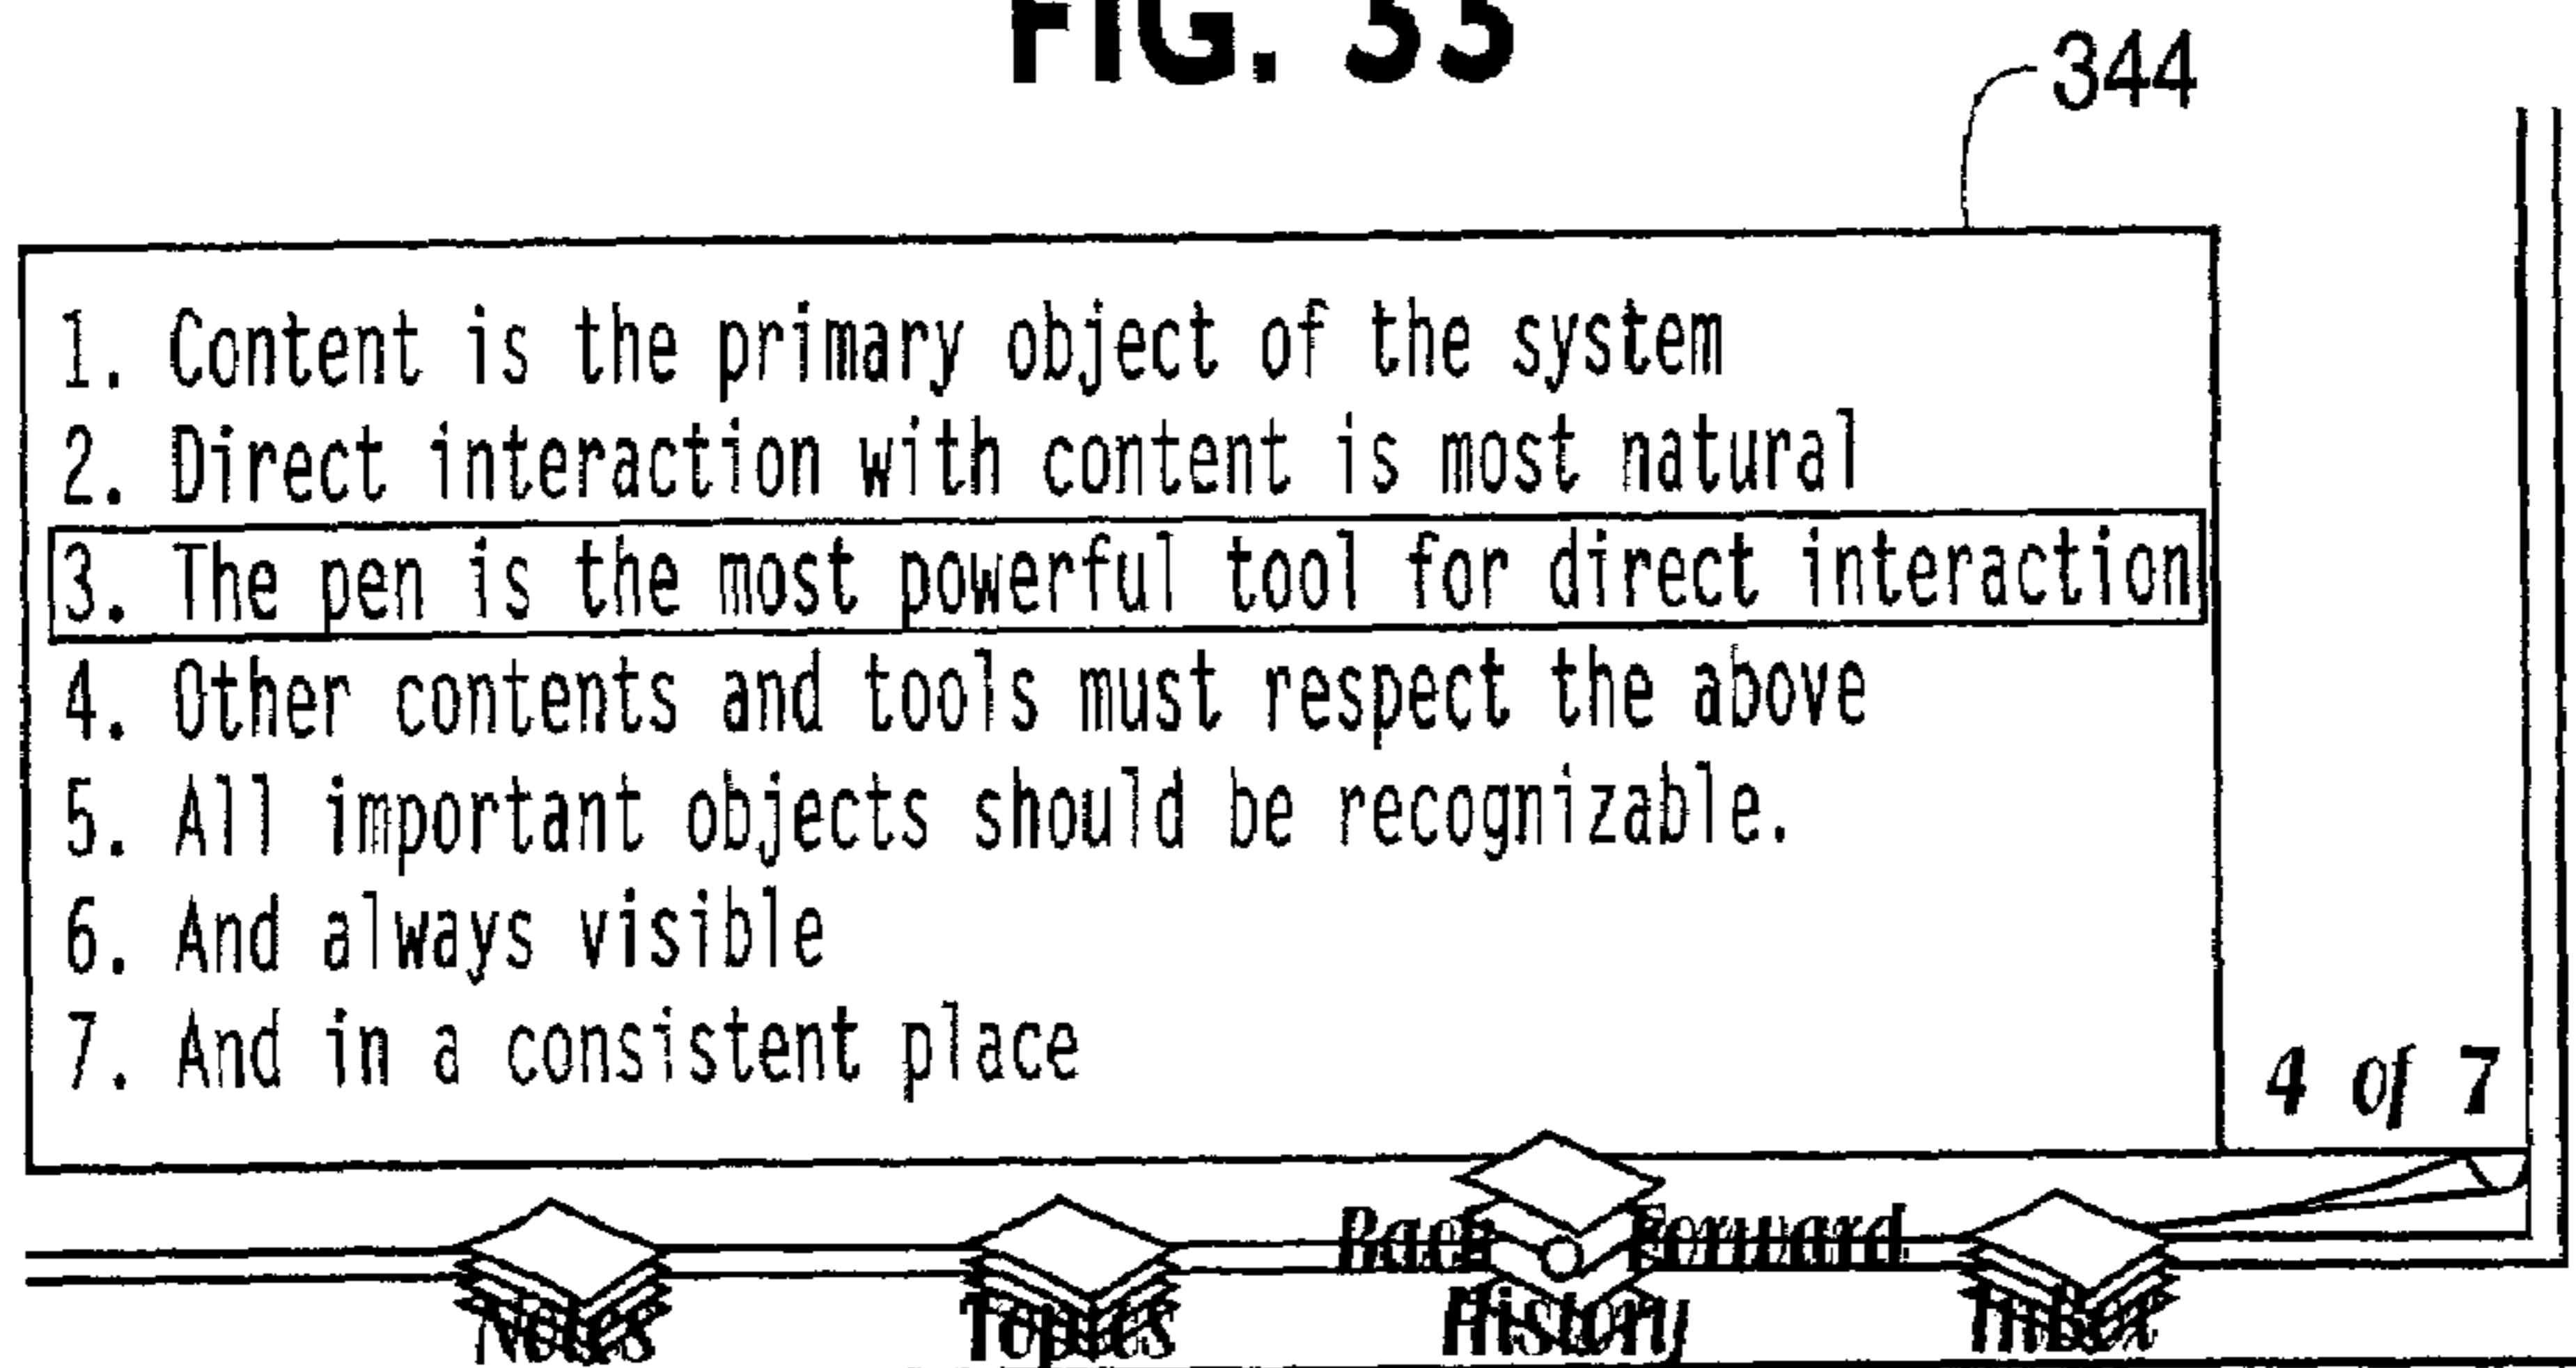 FIG. 33
344
1. Content is the primary object of the system
2. Direct interaction with content is most natural
3. The pen is the most powerful tool for direct interaction
4. Other contents and tools must respect the above
5. All important objects should be recognizable.
6. And always visible
7. And in a consistent place
4 of 7
Back Forward
Notes Topics History InBox